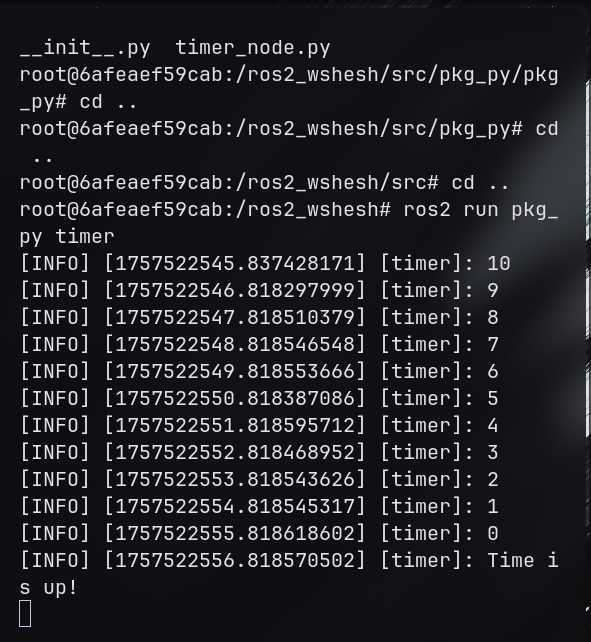 __init__.py  timer_node.py
root@6afeaef59cab:/ros2_wshesh/src/pkg_py/pkg
_py# cd ..
root@6afeaef59cab:/ros2_wshesh/src/pkg_py# cd
 ..
root@6afeaef59cab:/ros2_wshesh/src# cd ..
root@6afeaef59cab:/ros2_wshesh# ros2 run pkg_
py timer
[INFO] [1757522545.837428171] [timer]: 10
[INFO] [1757522546.818297999] [timer]: 9
[INFO] [1757522547.818510379] [timer]: 8
[INFO] [1757522548.818546548] [timer]: 7
[INFO] [1757522549.818553666] [timer]: 6
[INFO] [1757522550.818387086] [timer]: 5
[INFO] [1757522551.818595712] [timer]: 4
[INFO] [1757522552.818468952] [timer]: 3
[INFO] [1757522553.818543626] [timer]: 2
[INFO] [1757522554.818545317] [timer]: 1
[INFO] [1757522555.818618602] [timer]: 0
[INFO] [1757522556.818570502] [timer]: Time i
s up!